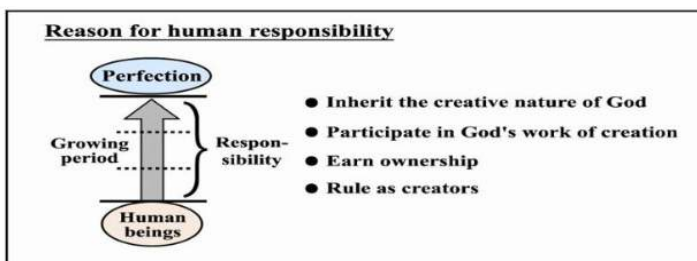 Reason for human responsibility
Perfection
Growing
period
Respon-
sibility
Human
beings
● Inherit the creative nature of God
● Participate in God's work of creation
● Earn ownership
● Rule as creators